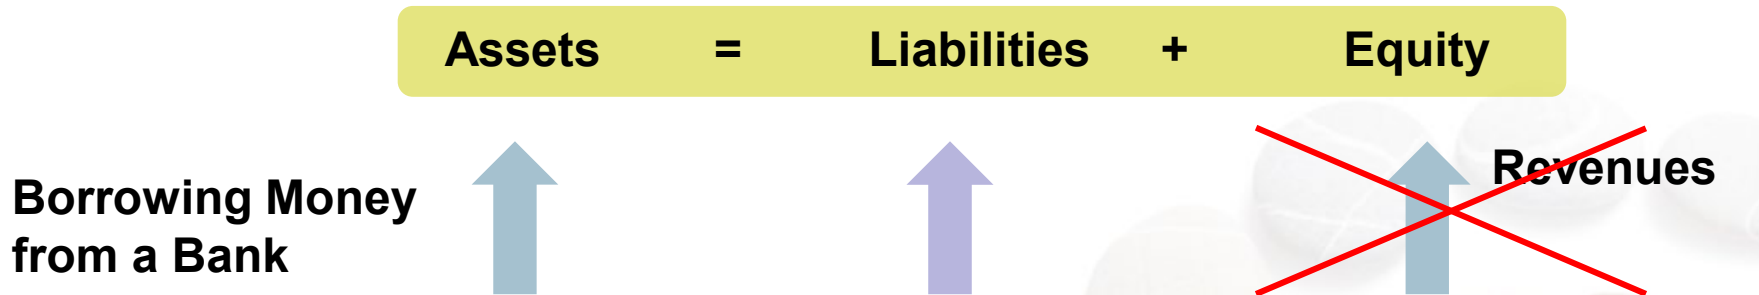 Assets = Liabilities + Equity
Revenues
Borrowing Money
from a Bank